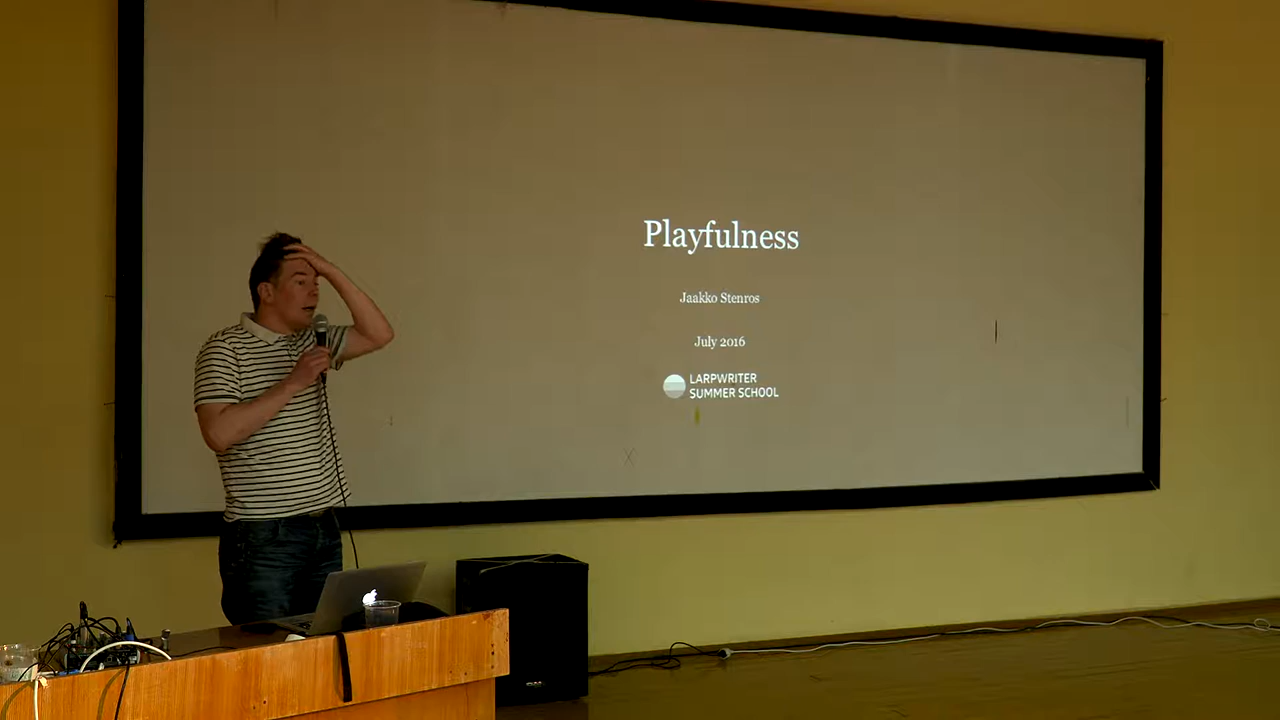 Playfulness
Jaakko Stenros
July 2016
LARPWRITER
SUMMER SCHOOL